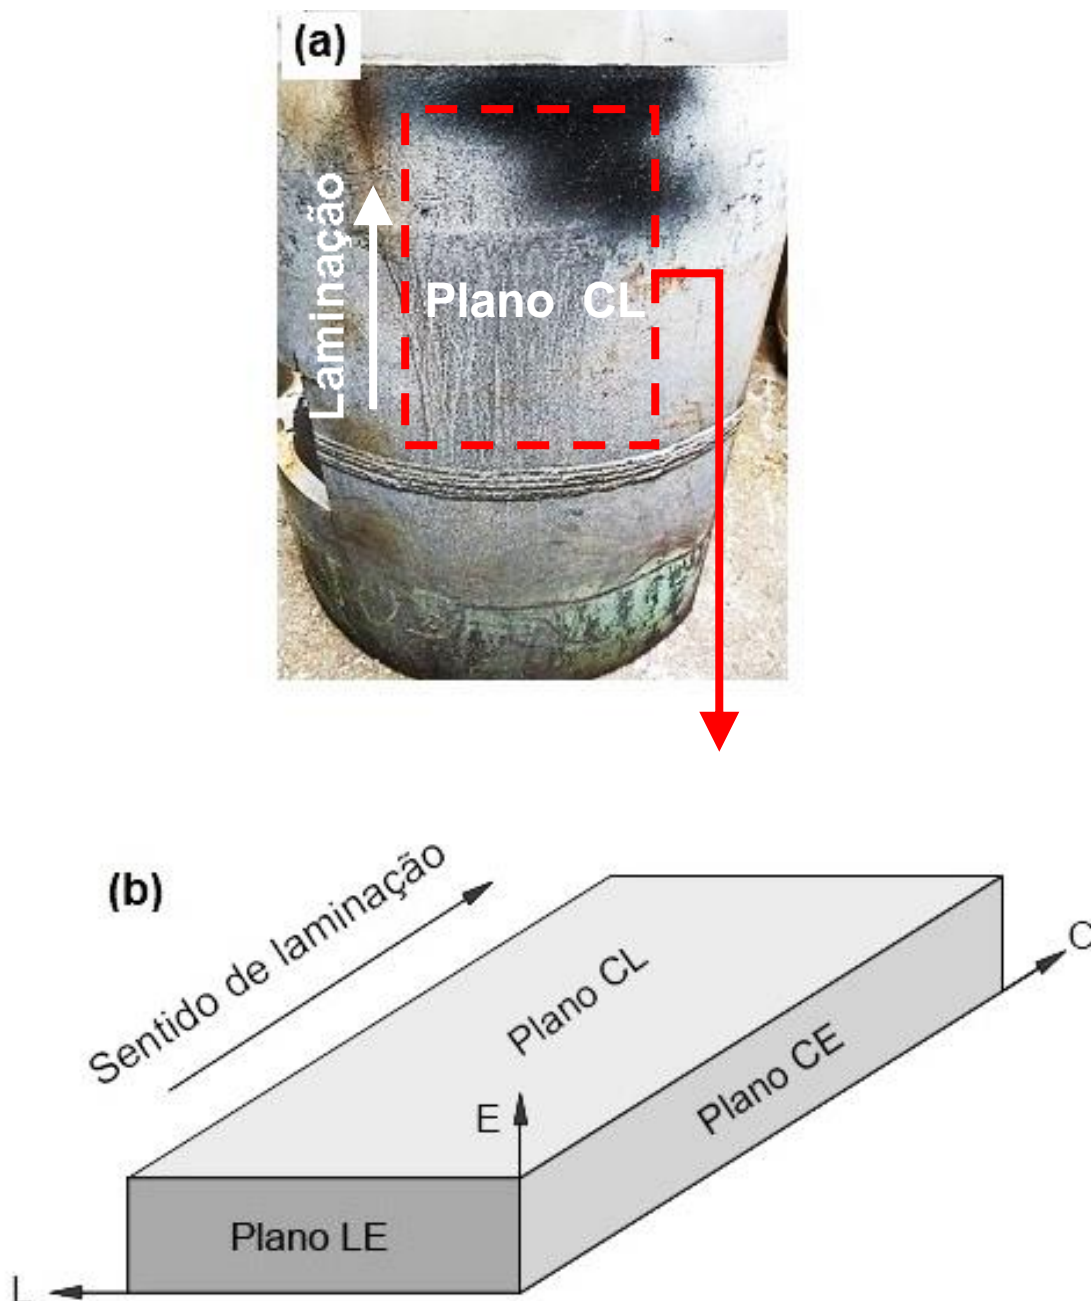 (a)
Laminação
Plano CL
(b)
Sentido de laminação
Plano CL
C
Plano CE
E
Plano LE
L